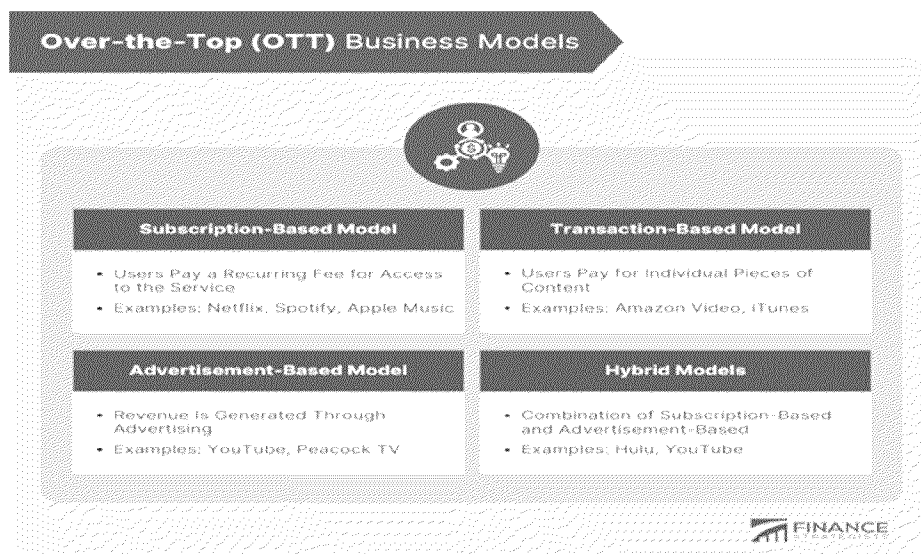 Over-the-Top (OTT) Business Models
Subscription-Based Model
• Users Pay a Recurring Fee for Access
to the Service
• Examples: Netflix, Spotify, Apple Music
Transaction-Based Model
• Users Pay for Individual Pieces of
Content
• Examples: Amazon Video, iTunes
Advertisement-Based Model
• Revenue Is Generated Through
Advertising
• Examples: YouTube, Peacock TV
Hybrid Models
• Combination of Subscription-Based
and Advertisement-Based
• Examples: Hulu, YouTube
FINANCE
STRATEGISTS